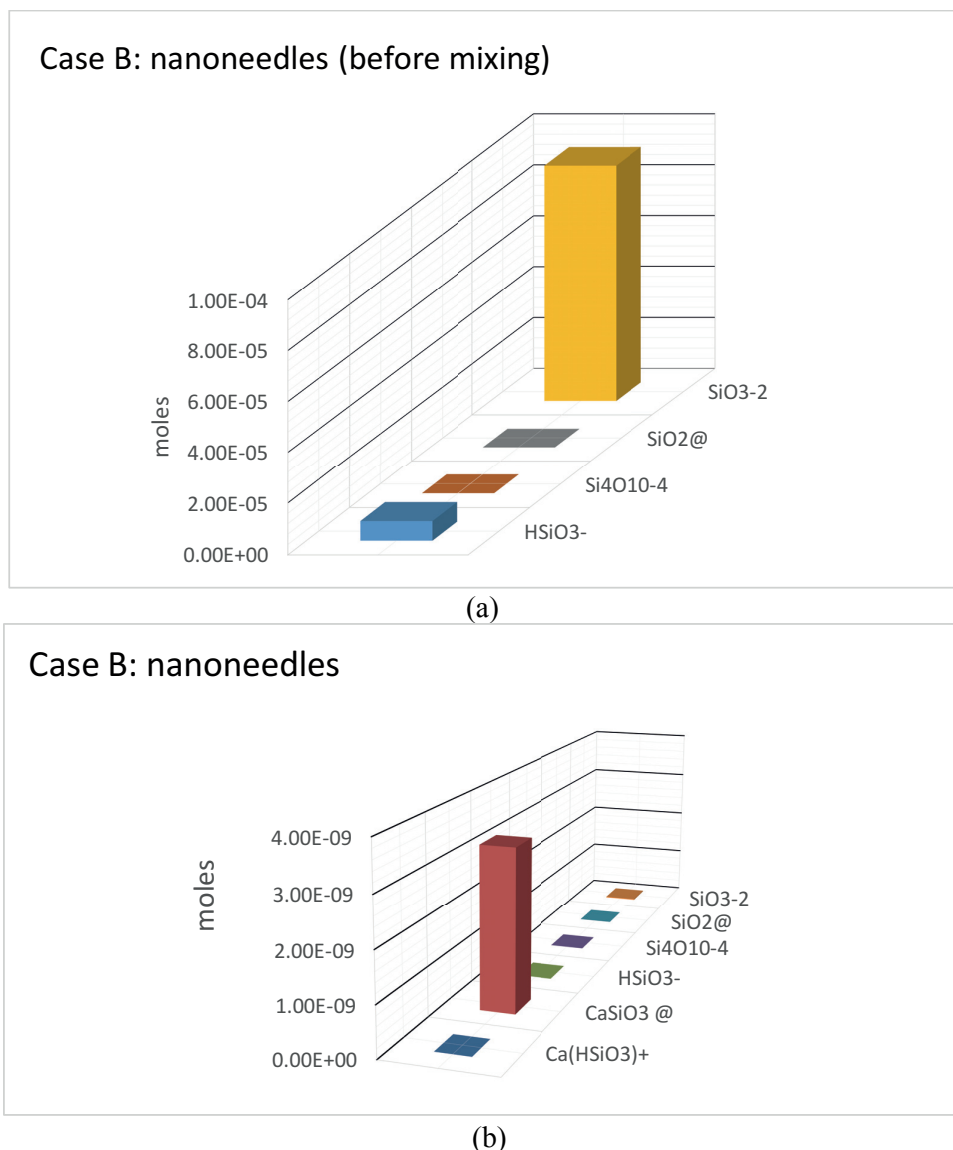 Case B: nanoneedles (before mixing)
1.00E-04
8.00E-05
6.00E-05
4.00E-05
2.00E-05
0.00E+00
moles
SiO3-2
SiO2@
Si4O10-4
HSiO3-
(a)
Case B: nanoneedles
4.00E-09
3.00E-09
2.00E-09
1.00E-09
0.00E+00
moles
SiO3-2
SiO2@
Si4O10-4
HSiO3-
CaSiO3 @
Ca(HSiO3)+
(b)